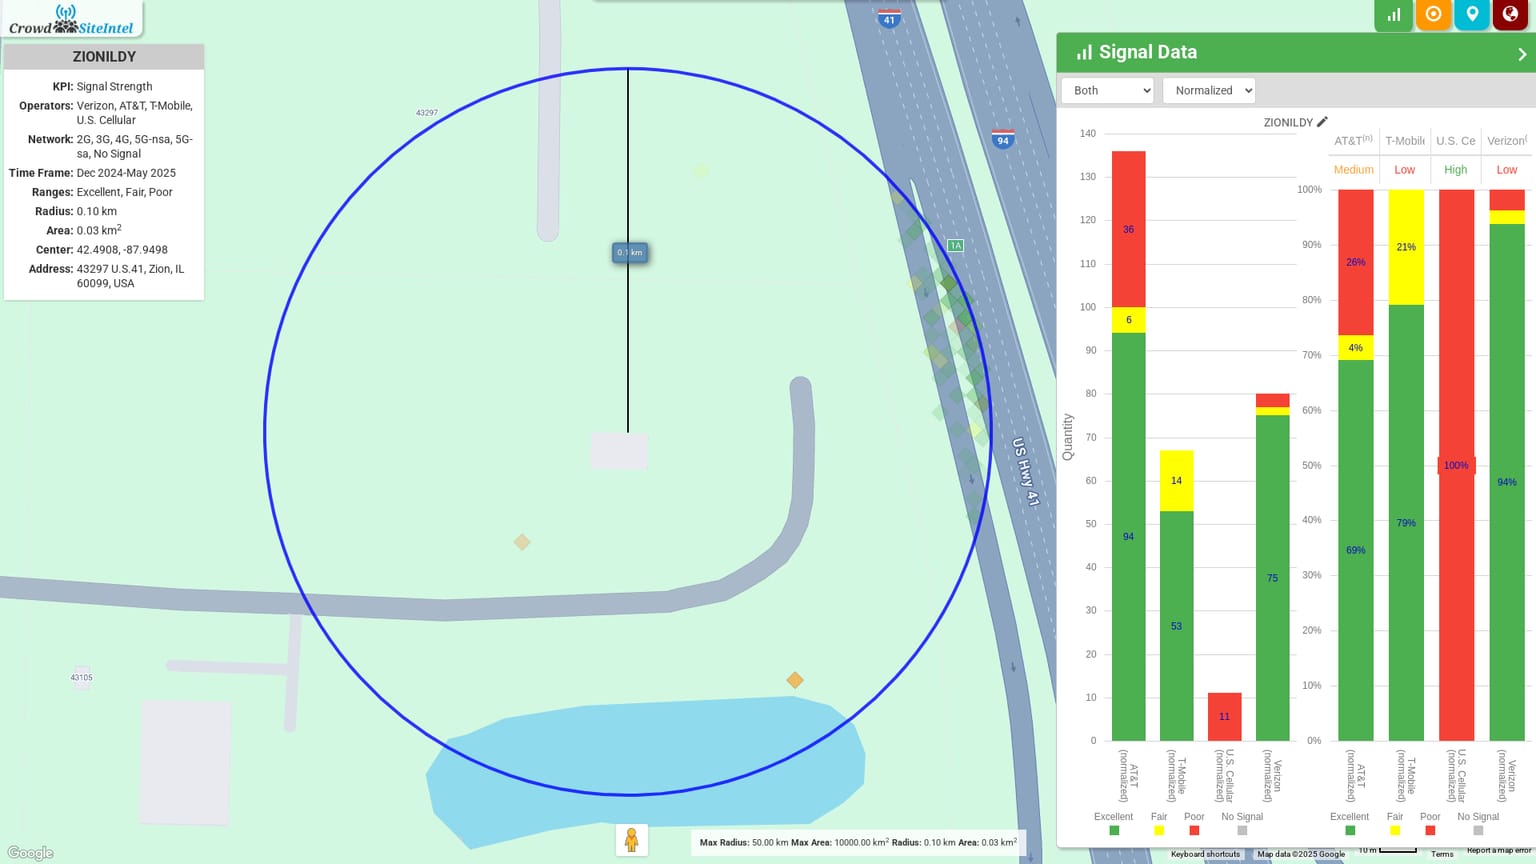 CrowdSiteIntel
ZIONILDY
KPI: Signal Strength
Operators: Verizon, AT&T, T-Mobile,
U.S. Cellular
Network: 2G, 3G, 4G, 5G-nsa, 5G-
sa, No Signal
Time Frame: Dec 2024-May 2025
Ranges: Excellent, Fair, Poor
Radius: 0.10 km
Area: 0.03 km²
Center: 42.4908, -87.9498
Address: 43297 U.S.41, Zion, IL
60099, USA
43297
41
94
1A
0.1 km
US Hwy 41
43105
Google
Max Radius: 50.00 km Max Area: 10000.00 km² Radius: 0.10 km Area: 0.03 km²
Signal Data
Both
Normalized
ZIONILDY
140
130
120
110
100
90
80
70
60
50
40
30
20
10
0
Quantity
36
6
94
14
53
11
75
AT&T
(normalized)
T-Mobile
(normalized)
U.S. Cellular
(normalized)
Verizon
(normalized)
Excellent
Fair
Poor
No Signal
AT&T(n)
T-Mobile
U.S. Ce
Verizon(
Medium
Low
High
Low
100%
90%
80%
70%
60%
50%
40%
30%
20%
10%
0%
26%
4%
69%
21%
79%
100%
94%
AT&T
(normalized)
T-Mobile
(normalized)
U.S. Cellular
(normalized)
Verizon
(normalized)
Excellent
Fair
Poor
No Signal
Keyboard shortcuts
Map data ©2025 Google
10 m
Terms
Report a map error